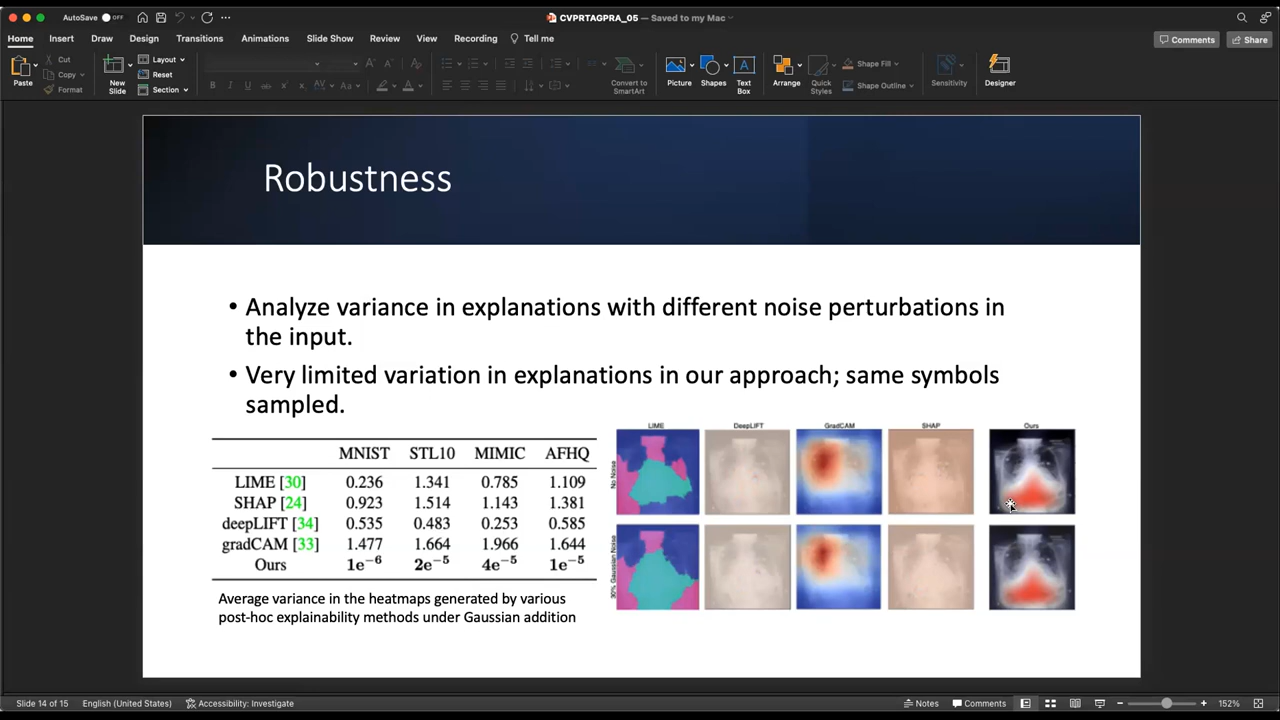 AutoSave OFF
CVPRTAGPRA_05 — Saved to my Mac
Home Insert Draw Design Transitions Animations Slide Show Review View Recording Tell me
Comments Share
Paste
Cut
Copy
Format
New Slide
Layout
Reset
Section
Convert to SmartArt
Picture
Shapes
Text Box
Arrange
Quick Styles
Shape Fill
Shape Outline
Sensitivity
Designer
Robustness
• Analyze variance in explanations with different noise perturbations in
the input.
• Very limited variation in explanations in our approach; same symbols
sampled.
MNIST STL10 MIMIC AFHQ
LIME [30] 0.236 1.341 0.785 1.109
SHAP [24] 0.923 1.514 1.143 1.381
deepLIFT [34] 0.535 0.483 0.253 0.585
gradCAM [33] 1.477 1.664 1.966 1.644
Ours 1e⁻⁶ 2e⁻⁵ 4e⁻⁵ 1e⁻⁵
Average variance in the heatmaps generated by various
post-hoc explainability methods under Gaussian addition
LIME DeepLIFT GradCAM SHAP Ours
No Noise
30% Gaussian Noise
Slide 14 of 15 English (United States) Accessibility: Investigate
Notes Comments 152%